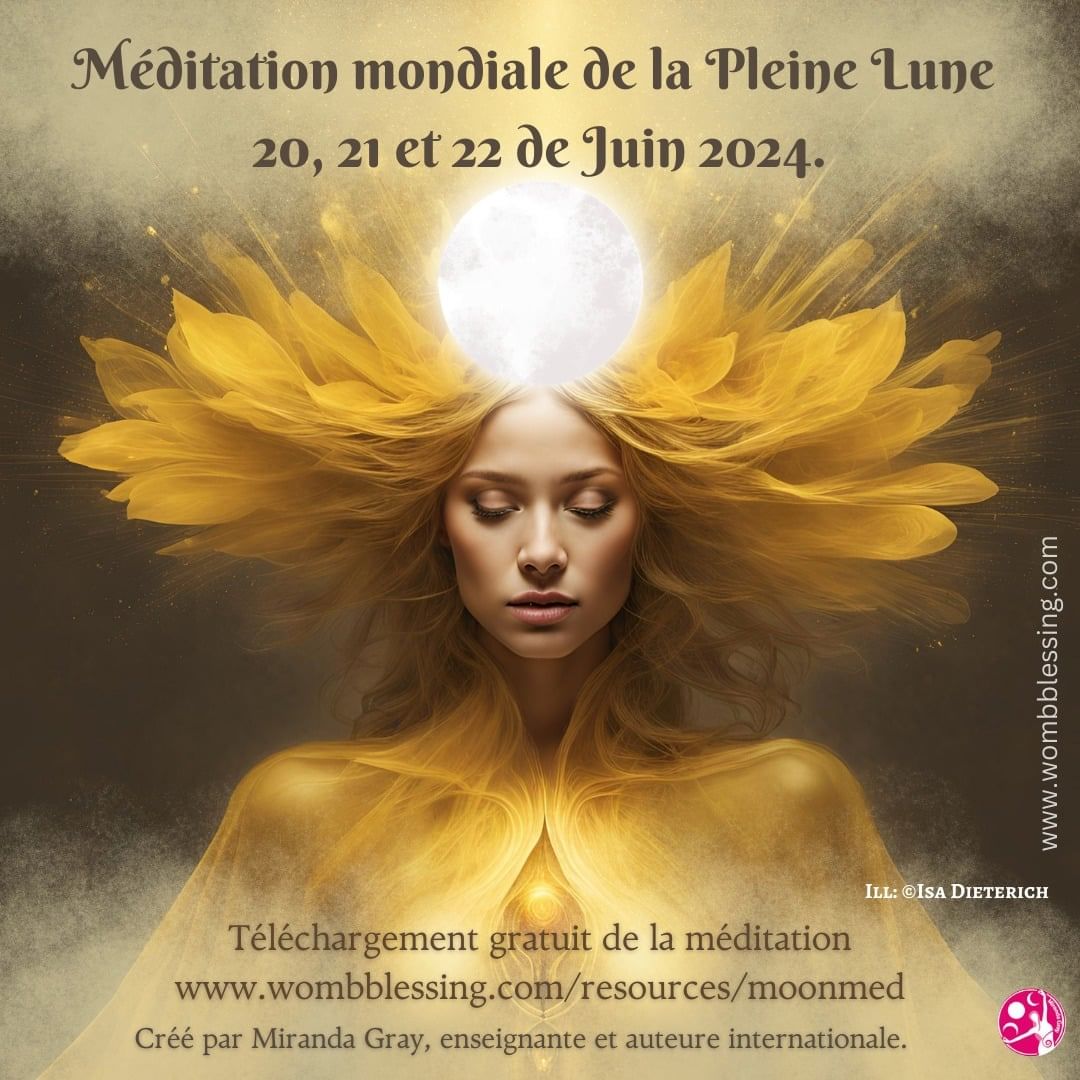 Méditation mondiale de la Pleine Lune
20, 21 et 22 de Juin 2024.
www.wombblessing.com
Ill: ©Isa Dieterich
Téléchargement gratuit de la méditation
www.wombblessing.com/resources/moonmed
Créé par Miranda Gray, enseignante et auteure internationale.